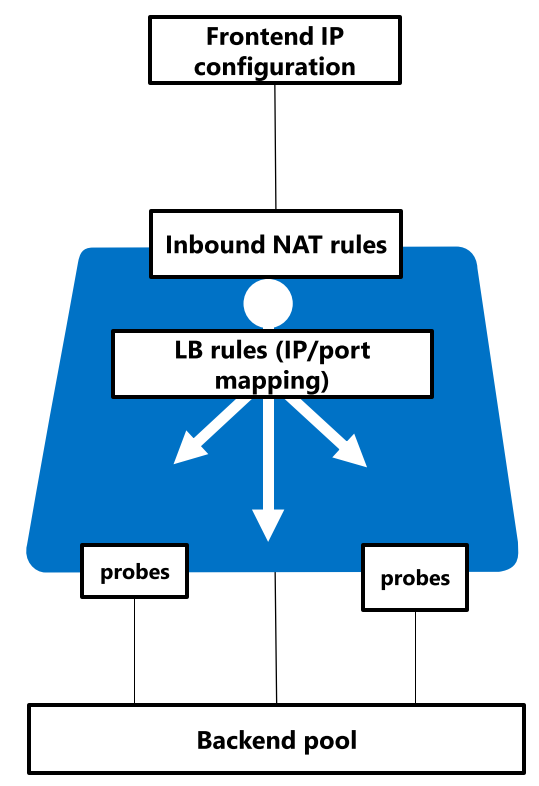 Frontend IP
configuration
Inbound NAT rules
LB rules (IP/port
mapping)
probes
probes
Backend pool